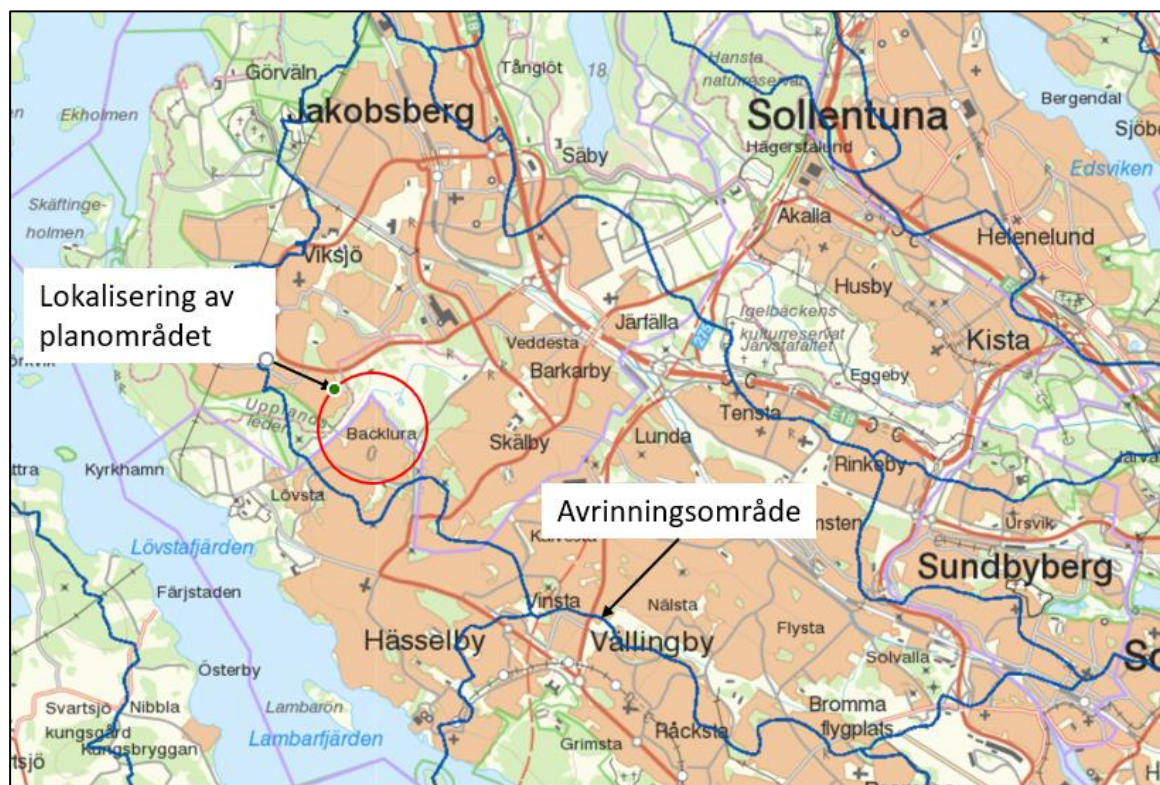 Görväln
Tånglöt
18
Hansta
naturreservat
Ekholmen
Jakobsberg
Säby
Sollentuna
Hägerstalund
Bergendal
Edsviken
Skäftinge-
holmen
Viksjö
Akalla
Helenelund
Husby
Lokalisering av
planområdet
Järfälla
Igelbäckens
kulturreservat
Järvafältet
275
Kista
Veddesta
Barkarby
Eggeby
Upplands-
leden
Backlura
Skälby
Lunda
Tensta
E18
Rinkeby
Kyrkhamn
Lövsta
Avrinningsområde
Ursvik
Lövstafjärden
Färjstaden
Sundbyberg
Vinsta
Nälsta
Hässelby
Vällingby
Flysta
Solvalla
Österby
Svartsjö
kungsgård
Nibbla
Kungsbryggan
Lambarön
Lambarfjärden
Bromma
flygplats
Råcksta
Grimsta